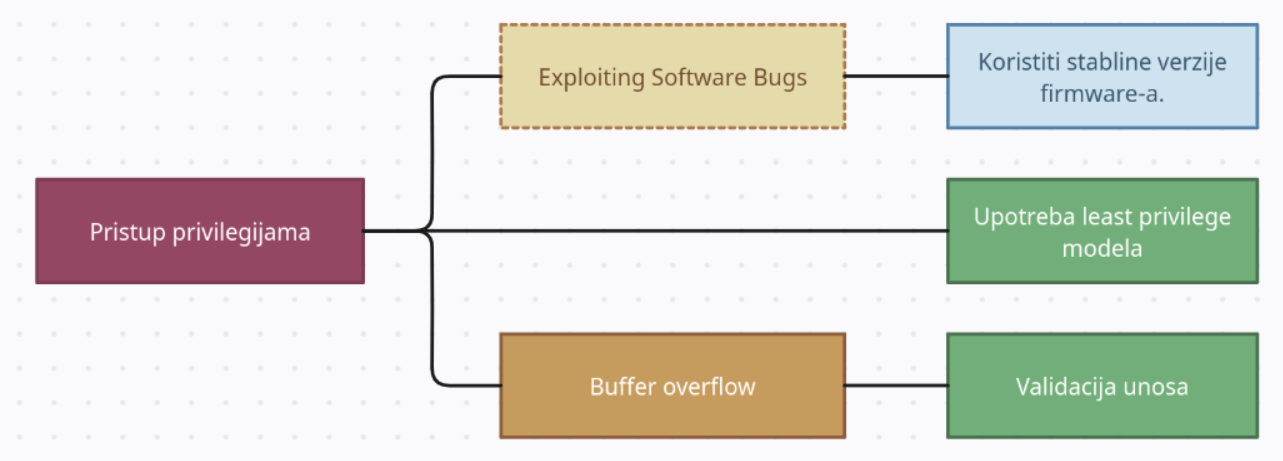 Exploiting Software Bugs
Koristiti stabline verzije
firmware-a.
Pristup privilegijama
Upotreba least privilege
modela
Buffer overflow
Validacija unosa